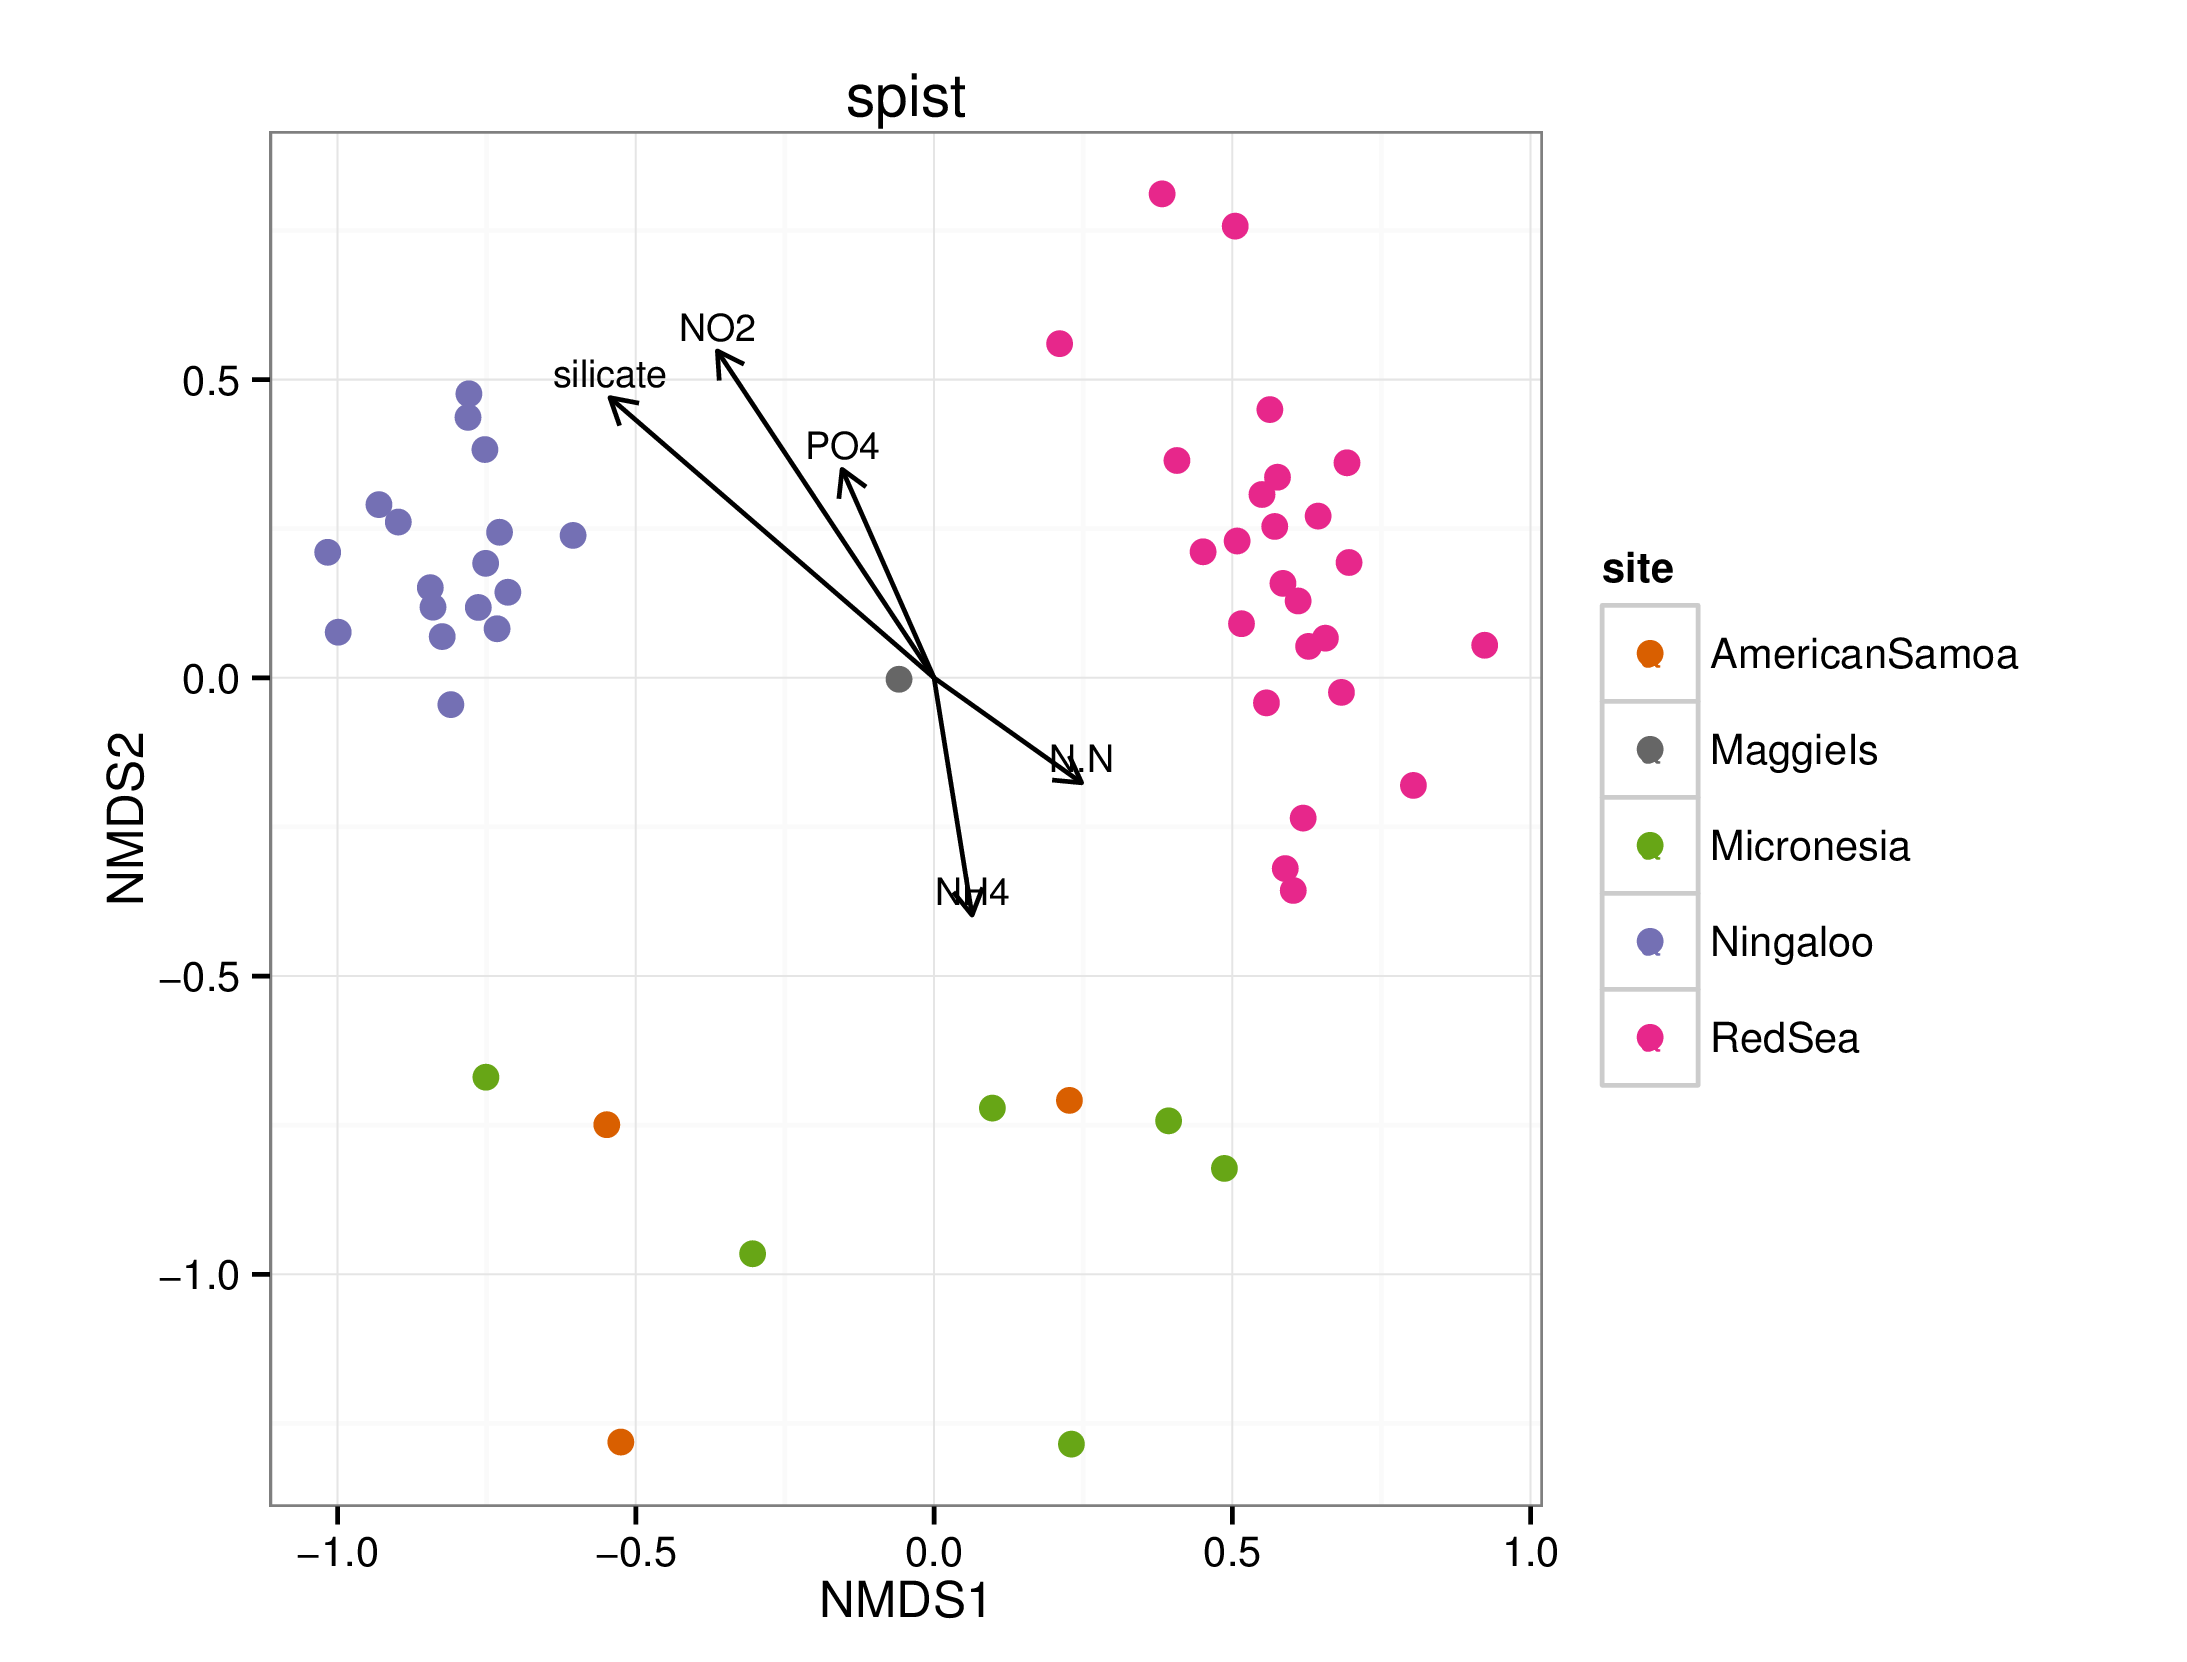 spist
NO2
silicate
PO4
N.N
NH4
0.5
0.0
−0.5
−1.0
NMDS2
−1.0
−0.5
0.0
0.5
1.0
NMDS1
site
AmericanSamoa
MaggieIs
Micronesia
Ningaloo
RedSea